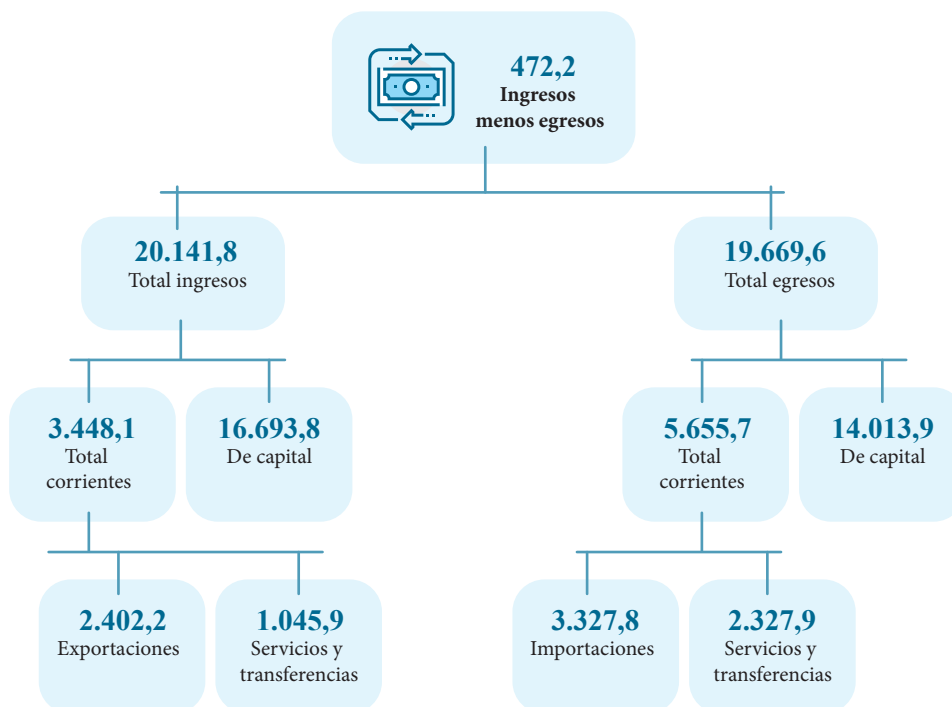 472,2
Ingresos
menos egresos
20.141,8
Total ingresos
19.669,6
Total egresos
3.448,1
Total
corrientes
16.693,8
De capital
5.655,7
Total
corrientes
14.013,9
De capital
2.402,2
Exportaciones
1.045,9
Servicios y
transferencias
3.327,8
Importaciones
2.327,9
Servicios y
transferencias